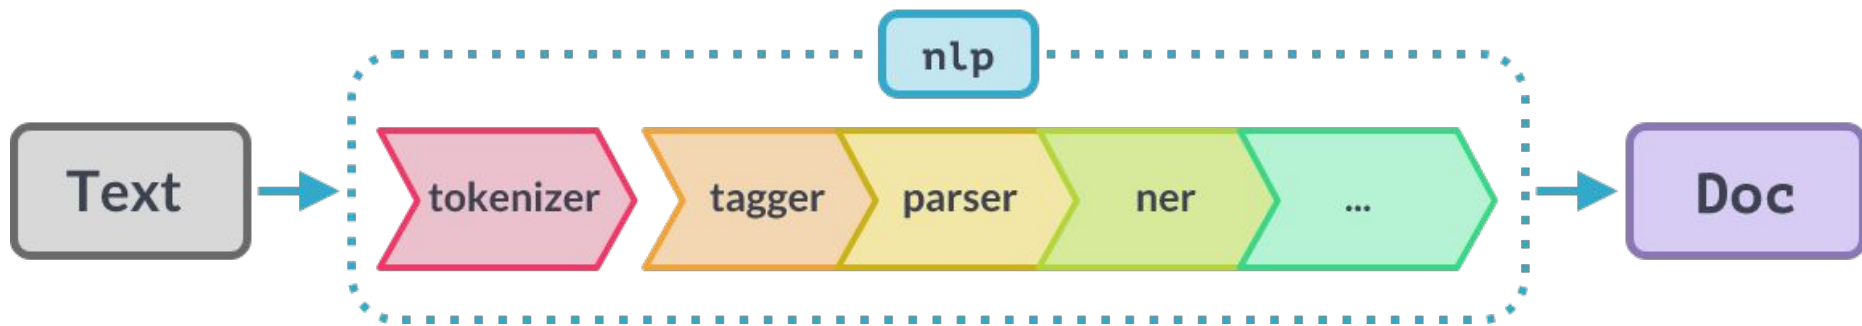 nlp
Text
tokenizer
tagger
parser
ner
...
Doc